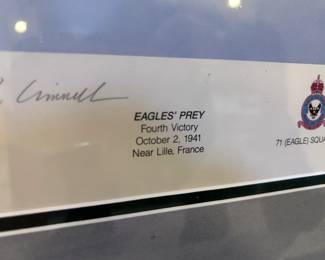 EAGLES' PREY
Fourth Victory
October 2, 1941
Near Lille, France
71 (EAGLE) SQUA